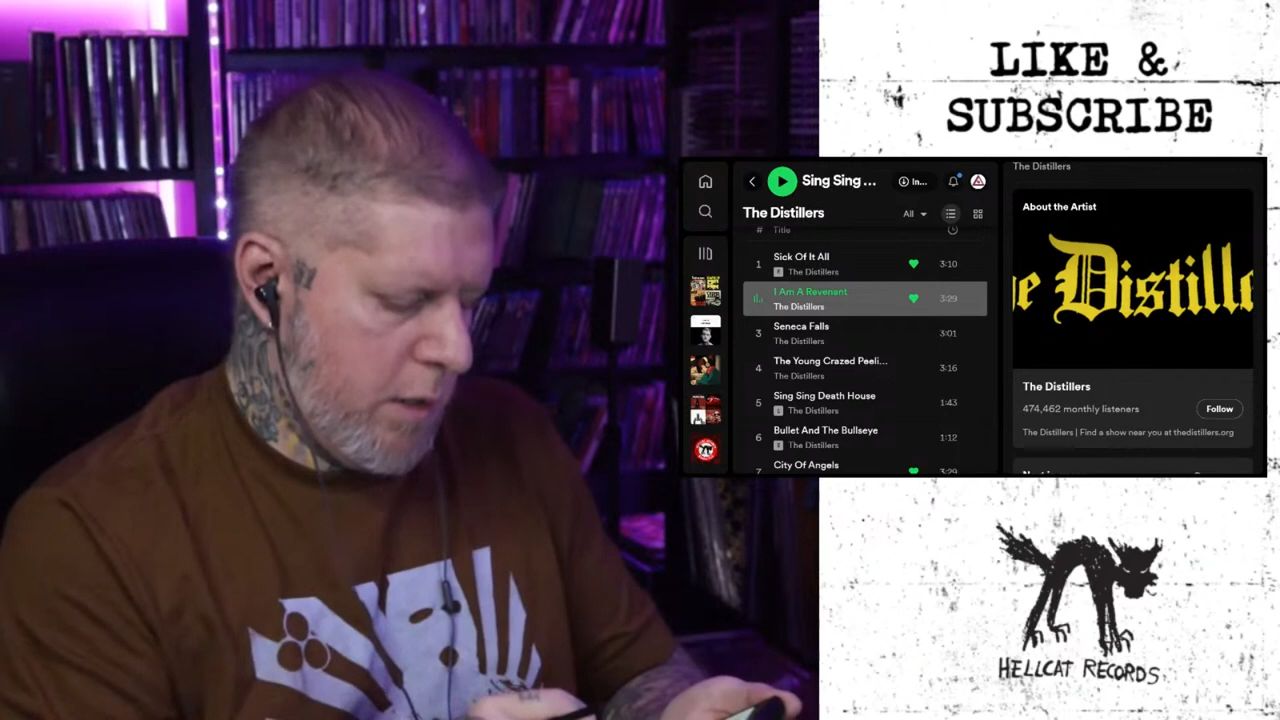 LIKE &
SUBSCRIBE
Sing Sing ...
In...
The Distillers
All
# Title
1 Sick Of It All 3:10
E The Distillers
I Am A Revenant 3:29
The Distillers
3 Seneca Falls 3:01
The Distillers
4 The Young Crazed Peeli... 3:16
The Distillers
5 Sing Sing Death House 1:43
E The Distillers
6 Bullet And The Bullseye 1:12
E The Distillers
7 City Of Angels 3:29
The Distillers
About the Artist
e Distille
The Distillers
474,462 monthly listeners
Follow
The Distillers | Find a show near you at thedistillers.org
HELLCAT RECORDS